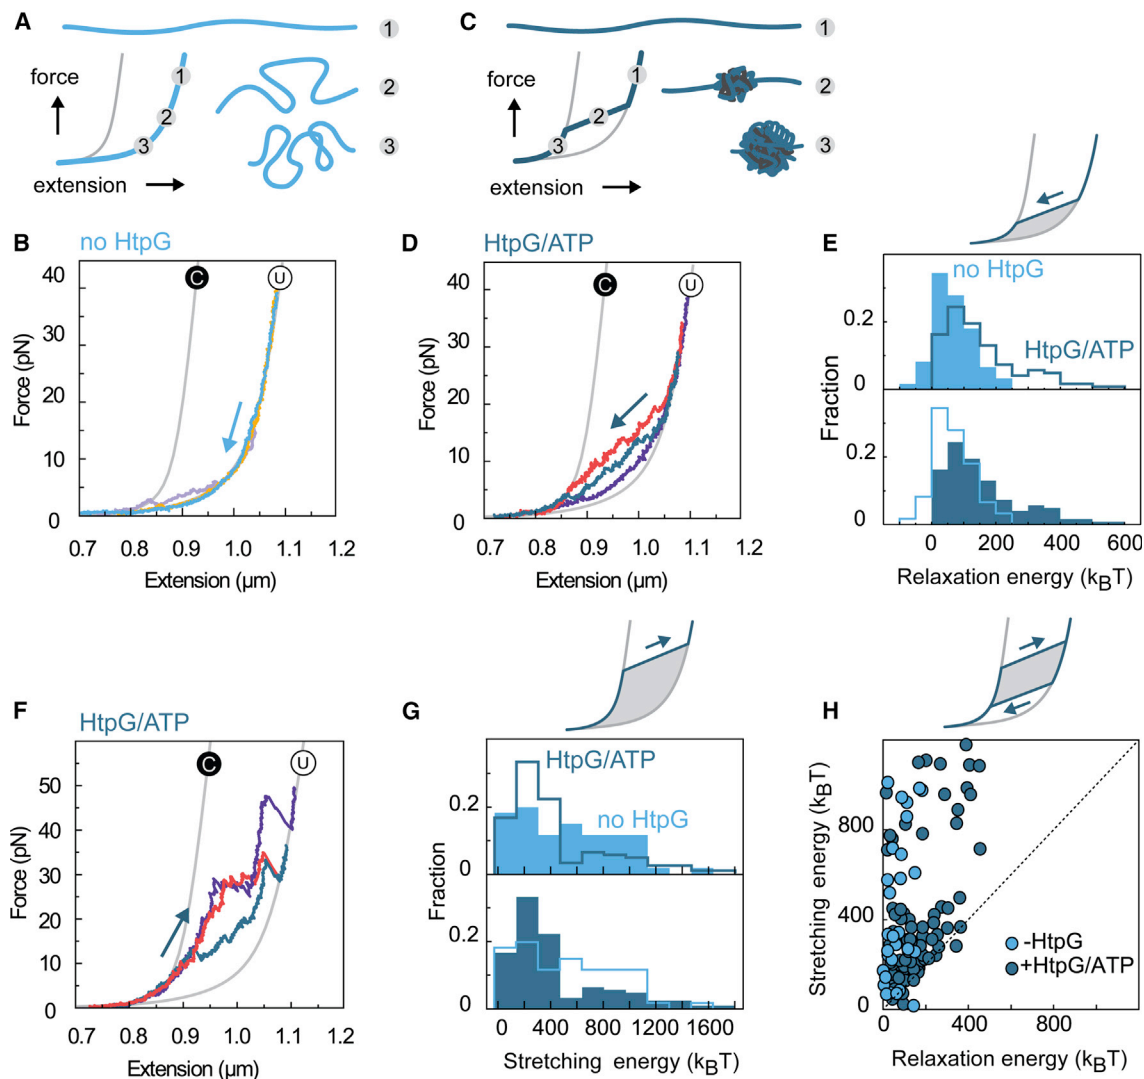 A
1
force
1
2
2
3
3
extension
C
1
force
1
2
2
3
3
extension
B
no HtpG
C
U
40
30
20
10
0
Force (pN)
0.7
0.8
0.9
1.0
1.1
1.2
Extension (µm)
D
HtpG/ATP
C
U
40
30
20
10
0
Force (pN)
0.7
0.8
0.9
1.0
1.1
1.2
Extension (µm)
E
no HtpG
HtpG/ATP
0.2
0
0.2
0
Fraction
0
200
400
600
Relaxation energy (kBT)
F
HtpG/ATP
C
U
50
40
30
20
10
0
Force (pN)
0.7
0.8
0.9
1.0
1.1
1.2
Extension (µm)
G
HtpG/ATP
no HtpG
0.2
0
0.2
0
Fraction
0
400
800
1200
1600
Stretching energy (kBT)
H
800
400
0
Stretching energy (kBT)
-HtpG
+HtpG/ATP
0
400
800
Relaxation energy (kBT)